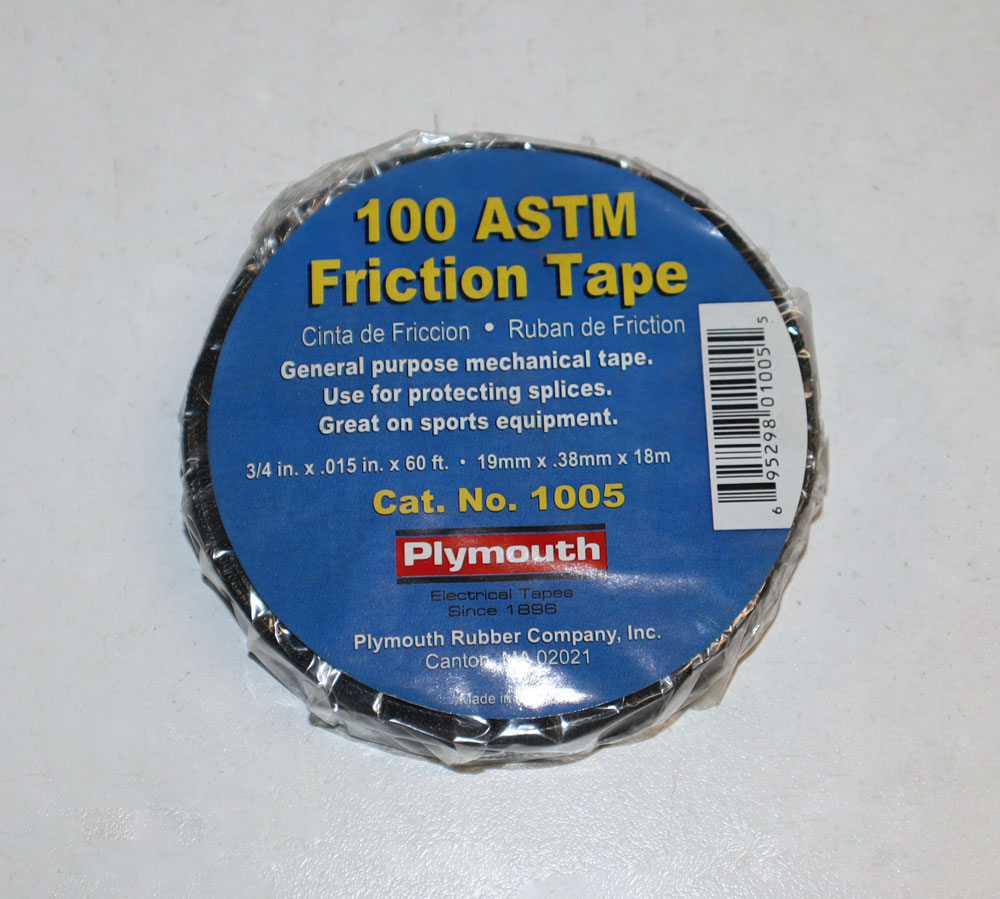 100 ASTM
Friction Tape
Cinta de Friccion • Ruban de Friction
General purpose mechanical tape.
Use for protecting splices.
Great on sports equipment.
3/4 in. x .015 in. x 60 ft. • 19mm x .38mm x 18m
Cat. No. 1005
Plymouth
Electrical Tapes
Since 1896
Plymouth Rubber Company, Inc.
Canton, MA 02021
Made in
6 95298 01005 5